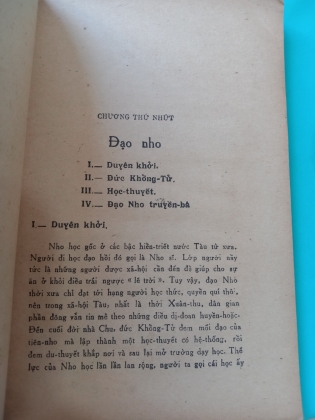 CHƯƠNG THỨ NHỨT
Đạo nho
I.— Duyên khởi.
II.— Đức Khổng-Tử.
III.— Học-thuyết.
IV.— Đạo Nho truyền-bá
I — Duyên khởi.
Nho học gốc ở các bậc hiền-triết nước Tàu từ xưa.
Người đi học đạo hồi đó gọi là Nho sĩ. Lớp người này
tức là những người được xã-hội cần đến để giúp cho sự
ăn ở khỏi điều trái ngược « lẽ trời ». Tuy vậy, đạo Nho
thời xưa chỉ đạt tới hạng người học thức, quyền quí thôi,
nên trong xã-hội Tàu, nhất là thời Xuân-thu, dân gian
phần đông vẫn tin mê theo những điều dị-đoan huyền-hoặc.
Đến cuối đời nhà Chu, đức Khổng-Tử đem mối đạo của
tiên-nho mà lập thành một học-thuyết có hệ-thống, rồi
đem du-thuyết khắp nơi và sau lại mở trường dạy học. Thế
lực của Nho học lần lần lan rộng, người ta gọi cái học ấy